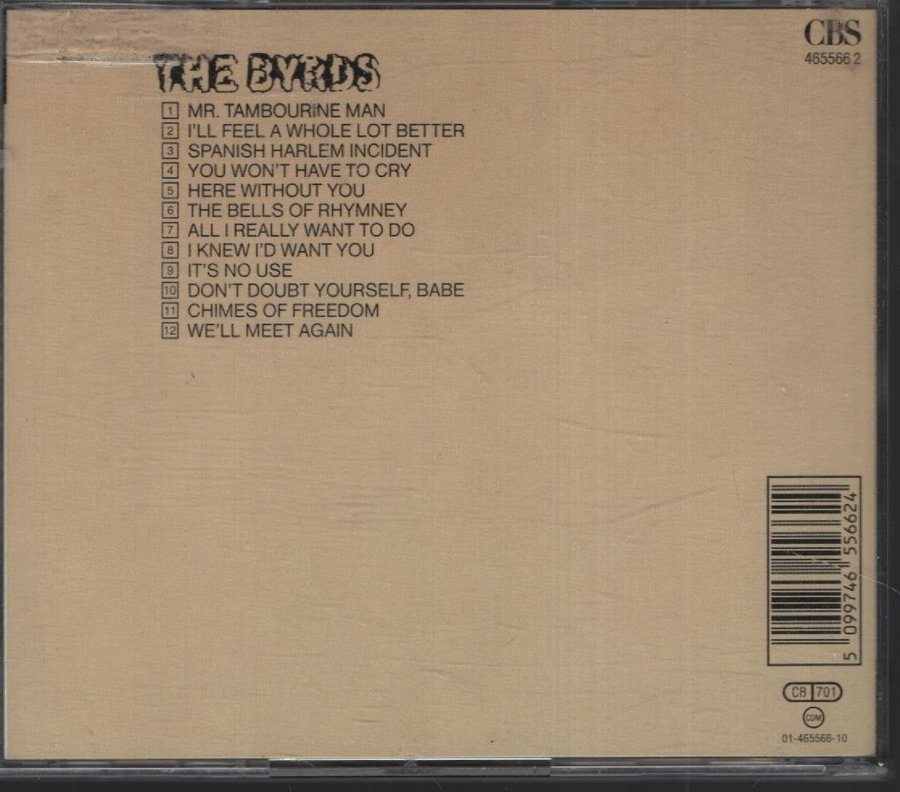 CBS
465566 2
THE BYRDS
1 MR. TAMBOURINE MAN
2 I'LL FEEL A WHOLE LOT BETTER
3 SPANISH HARLEM INCIDENT
4 YOU WON'T HAVE TO CRY
5 HERE WITHOUT YOU
6 THE BELLS OF RHYMNEY
7 ALL I REALLY WANT TO DO
8 I KNEW I'D WANT YOU
9 IT'S NO USE
10 DON'T DOUBT YOURSELF, BABE
11 CHIMES OF FREEDOM
12 WE'LL MEET AGAIN
5 099746 556624
CB 701
CDM
01-465566-10